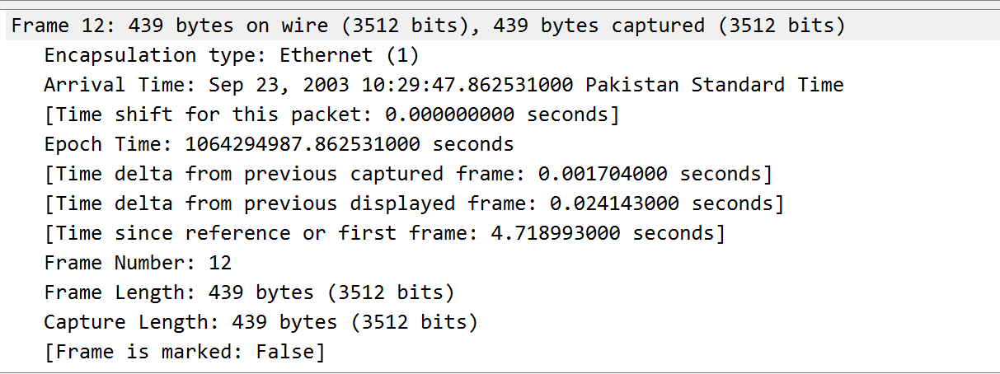 Frame 12: 439 bytes on wire (3512 bits), 439 bytes captured (3512 bits)
Encapsulation type: Ethernet (1)
Arrival Time: Sep 23, 2003 10:29:47.862531000 Pakistan Standard Time
[Time shift for this packet: 0.000000000 seconds]
Epoch Time: 1064294987.862531000 seconds
[Time delta from previous captured frame: 0.001704000 seconds]
[Time delta from previous displayed frame: 0.024143000 seconds]
[Time since reference or first frame: 4.718993000 seconds]
Frame Number: 12
Frame Length: 439 bytes (3512 bits)
Capture Length: 439 bytes (3512 bits)
[Frame is marked: False]